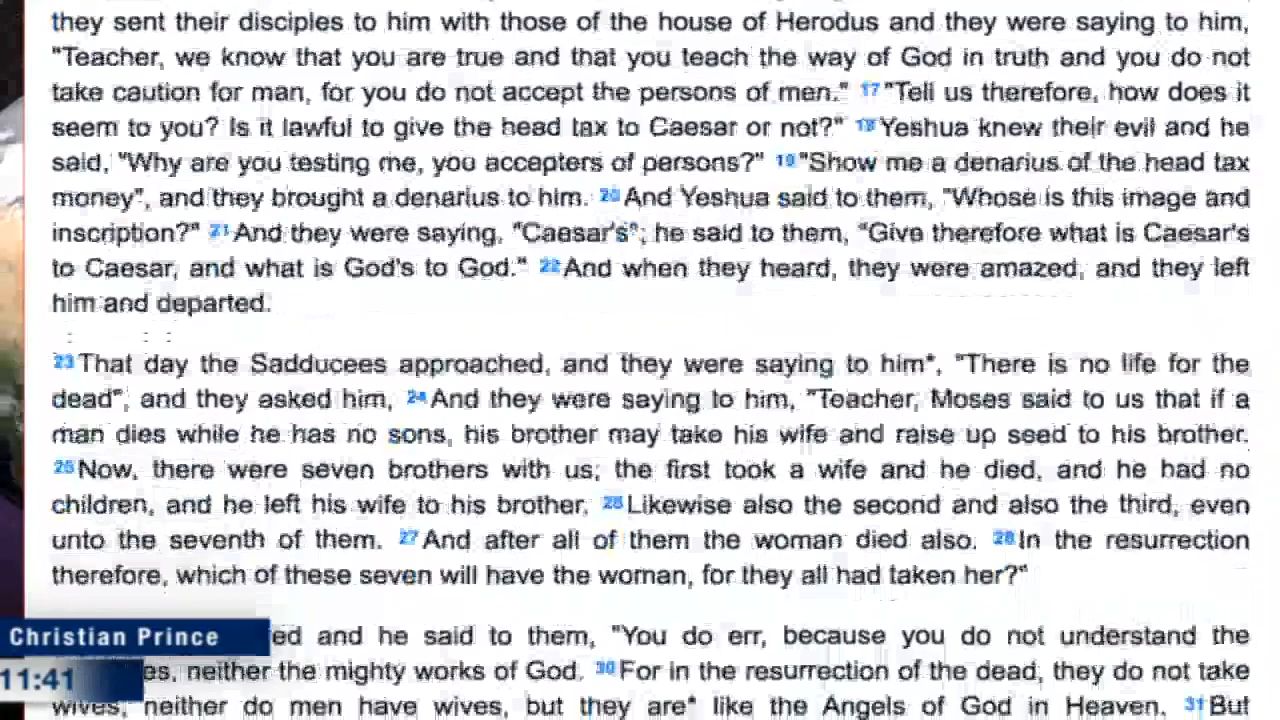 they sent their disciples to him with those of the house of Herodus and they were saying to him,
"Teacher, we know that you are true and that you teach the way of God in truth and you do not
take caution for man, for you do not accept the persons of men." 17 "Tell us therefore, how does it
seem to you? Is it lawful to give the head tax to Caesar or not?" 18 Yeshua knew their evil and he
said, "Why are you testing me, you accepters of persons?" 19 "Show me a denarius of the head tax
money", and they brought a denarius to him. 20 And Yeshua said to them, "Whose is this image and
inscription?" 21 And they were saying, "Caesar's"; he said to them, "Give therefore what is Caesar's
to Caesar, and what is God's to God." 22 And when they heard, they were amazed, and they left
him and departed.
23 That day the Sadducees approached, and they were saying to him*, "There is no life for the
dead", and they asked him, 24 And they were saying to him, "Teacher, Moses said to us that if a
man dies while he has no sons, his brother may take his wife and raise up seed to his brother.
25 Now, there were seven brothers with us; the first took a wife and he died, and he had no
children, and he left his wife to his brother. 26 Likewise also the second and also the third, even
unto the seventh of them. 27 And after all of them the woman died also. 28 In the resurrection
therefore, which of these seven will have the woman, for they all had taken her?"
Christian Prince
ed and he said to them, "You do err, because you do not understand the
11:41
es, neither the mighty works of God. 30 For in the resurrection of the dead, they do not take
wives, neither do men have wives, but they are* like the Angels of God in Heaven. 31 But